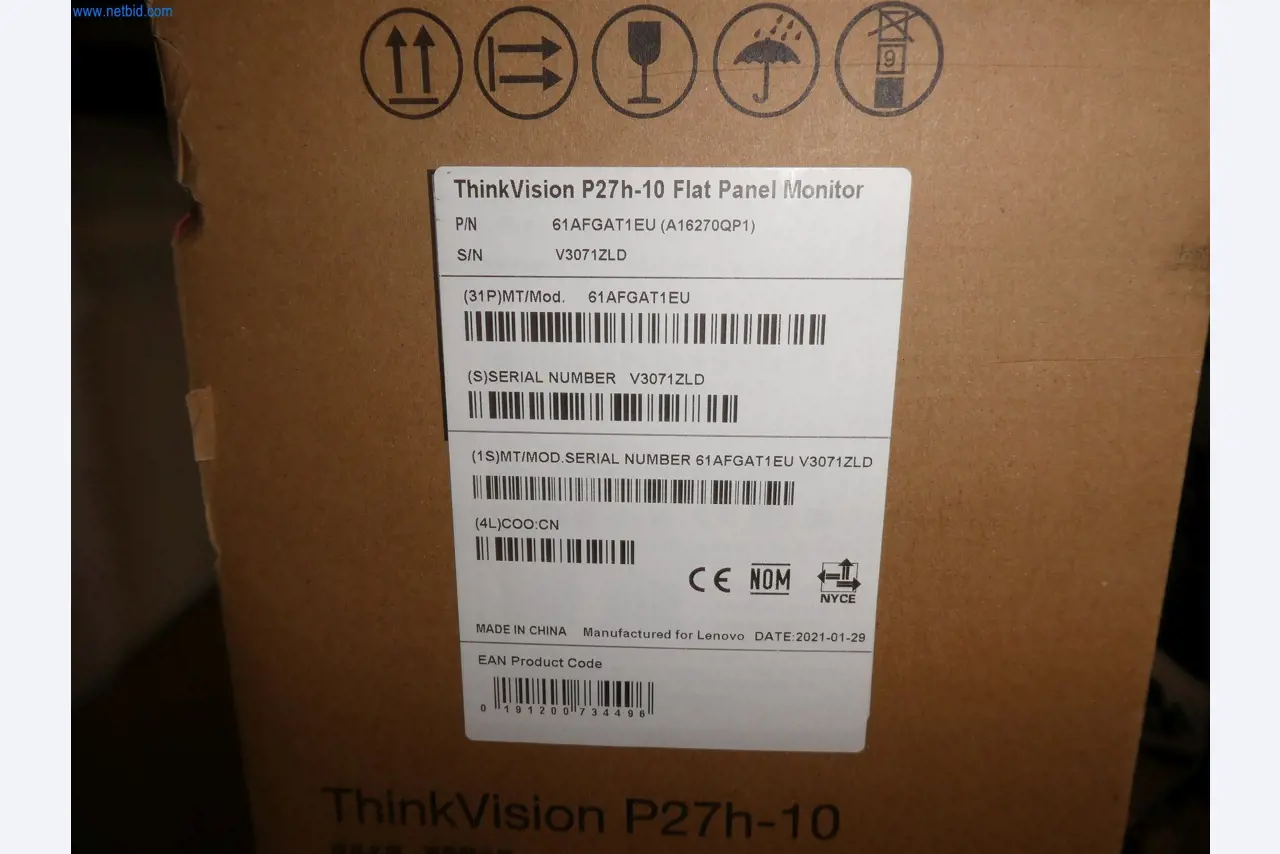 www.netbid.com
9
ThinkVision P27h-10 Flat Panel Monitor
P/N 61AFGAT1EU (A16270QP1)
S/N V3071ZLD
(31P)MT/Mod. 61AFGAT1EU
(S)SERIAL NUMBER V3071ZLD
(1S)MT/MOD.SERIAL NUMBER 61AFGAT1EU V3071ZLD
(4L)COO:CN
CE NOM NYCE
MADE IN CHINA Manufactured for Lenovo DATE:2021-01-29
EAN Product Code
0 191200 734496
ThinkVision P27h-10